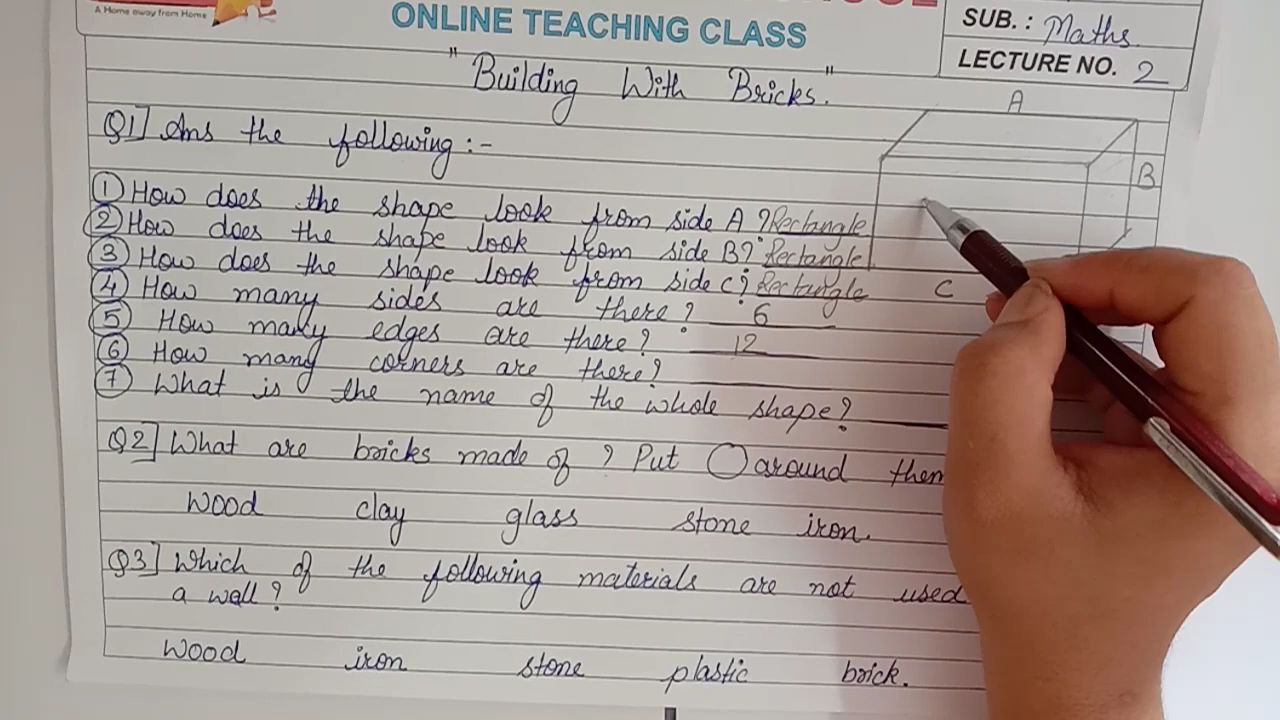 A Home away from Home
ONLINE TEACHING CLASS
SUB. : Maths
LECTURE NO. 2
"Building With Bricks."
A
Q1] Ans the following :-
B
① How does the shape look from side A ? Rectangle
② How does the shape look from side B? Rectangle
③ How does the shape look from side C? Rectangle
C
④ How many sides are there? 6
⑤ How many edges are there? 12
⑥ How many corners are there?
⑦ What is the name of the whole shape?
Q2] What are bricks made of ? Put ◯ around them
Wood clay glass stone iron.
Q3] Which of the following materials are not used
a wall ?
Wood iron stone plastic brick.